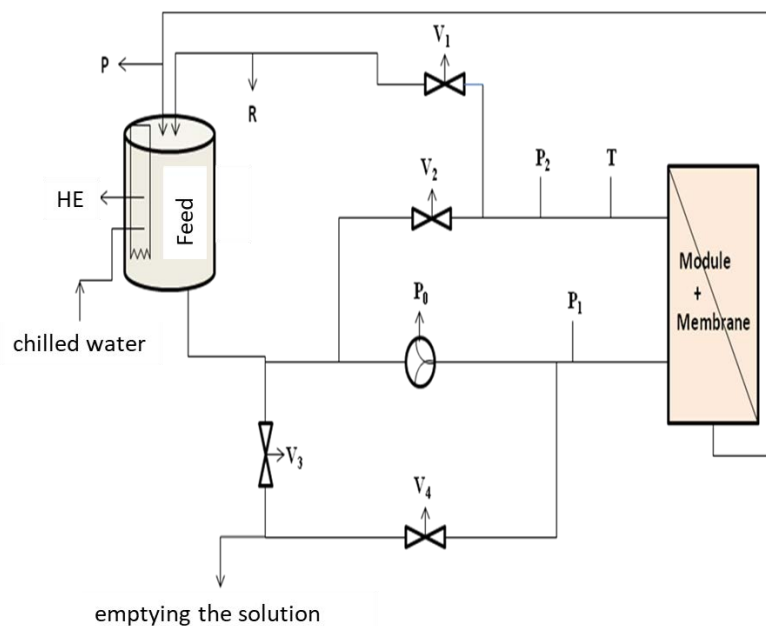 V1
P
R
V2
P2
T
HE
Feed
Module
+
Membrane
P0
P1
chilled water
V3
V4
emptying the solution